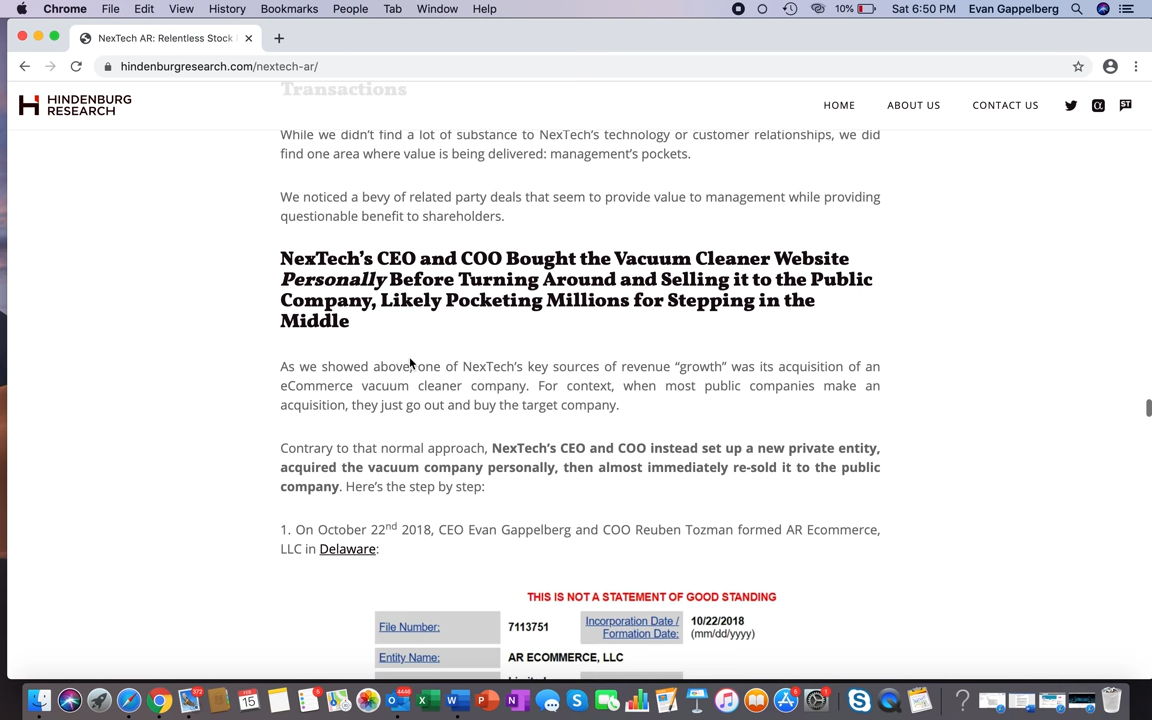 Chrome File Edit View History Bookmarks People Tab Window Help 10% Sat 6:50 PM Evan Gappelberg
NexTech AR: Relentless Stock
hindenburgresearch.com/nextech-ar/
HINDENBURG
RESEARCH
HOME ABOUT US CONTACT US
Transactions
While we didn't find a lot of substance to NexTech's technology or customer relationships, we did
find one area where value is being delivered: management's pockets.
We noticed a bevy of related party deals that seem to provide value to management while providing
questionable benefit to shareholders.
NexTech's CEO and COO Bought the Vacuum Cleaner Website
Personally Before Turning Around and Selling it to the Public
Company, Likely Pocketing Millions for Stepping in the
Middle
As we showed above, one of NexTech's key sources of revenue “growth” was its acquisition of an
eCommerce vacuum cleaner company. For context, when most public companies make an
acquisition, they just go out and buy the target company.
Contrary to that normal approach, NexTech's CEO and COO instead set up a new private entity,
acquired the vacuum company personally, then almost immediately re-sold it to the public
company. Here's the step by step:
1. On October 22nd 2018, CEO Evan Gappelberg and COO Reuben Tozman formed AR Ecommerce,
LLC in Delaware:
THIS IS NOT A STATEMENT OF GOOD STANDING
File Number: 7113751 Incorporation Date / 10/22/2018
Formation Date: (mm/dd/yyyy)
Entity Name: AR ECOMMERCE, LLC